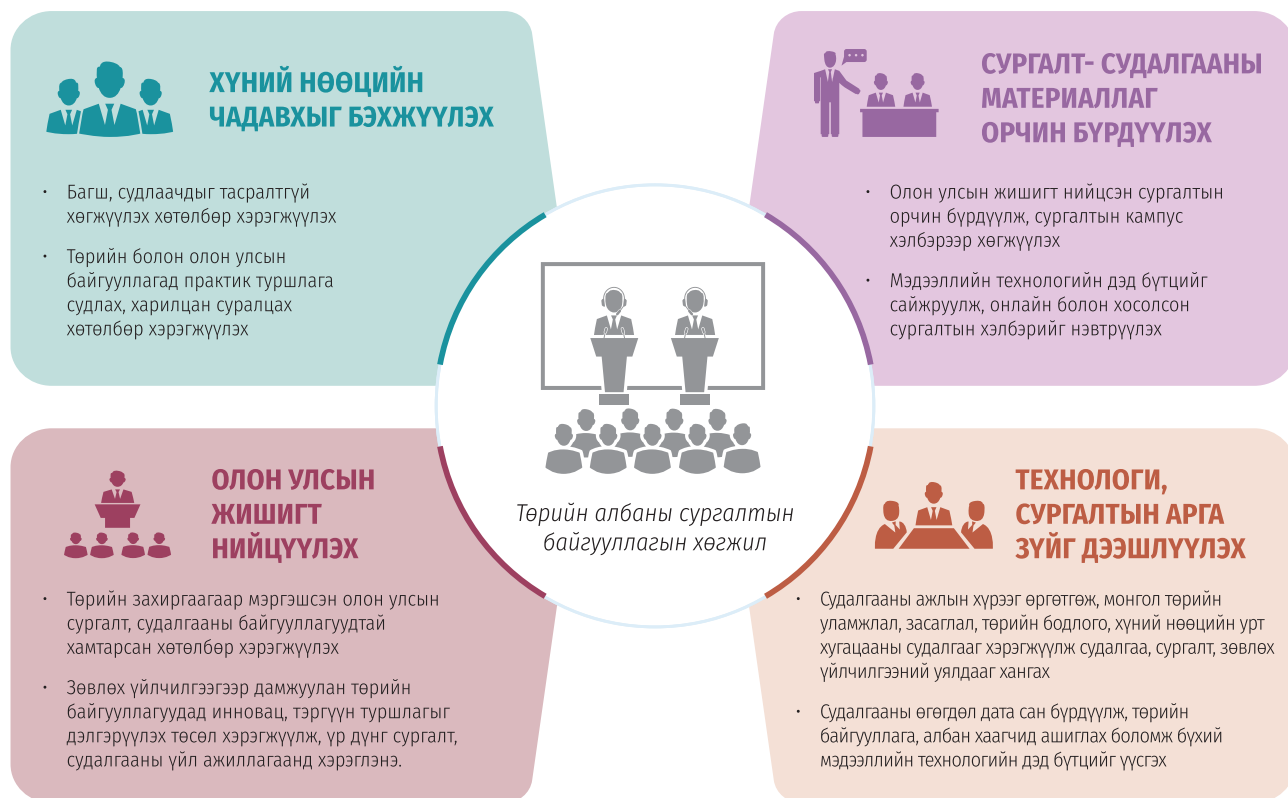 ХҮНИЙ НӨӨЦИЙН
ЧАДАВХЫГ БЭХЖҮҮЛЭХ
• Багш, судлаачдыг тасралтгүй
хөгжүүлэх хөтөлбөр хэрэгжүүлэх
• Төрийн болон олон улсын
байгууллагад практик туршлага
судлах, харилцан суралцах
хөтөлбөр хэрэгжүүлэх
СУРГАЛТ- СУДАЛГААНЫ
МАТЕРИАЛЛАГ
ОРЧИН БҮРДҮҮЛЭХ
• Олон улсын жишигт нийцсэн сургалтын
орчин бүрдүүлж, сургалтын кампус
хэлбэрээр хөгжүүлэх
• Мэдээллийн технологийн дэд бүтцийг
сайжруулж, онлайн болон хосолсон
сургалтын хэлбэрийг нэвтрүүлэх
Төрийн албаны сургалтын
байгууллагын хөгжил
ОЛОН УЛСЫН
ЖИШИГТ
НИЙЦҮҮЛЭХ
• Төрийн захиргаагаар мэргэшсэн олон улсын
сургалт, судалгааны байгууллагуудтай
хамтарсан хөтөлбөр хэрэгжүүлэх
• Зөвлөх үйлчилгээгээр дамжуулан төрийн
байгууллагуудад инновац, тэргүүн туршлагыг
дэлгэрүүлэх төсөл хэрэгжүүлж, үр дүнг сургалт,
судалгааны үйл ажиллагаанд хэрэглэнэ.
ТЕХНОЛОГИ,
СУРГАЛТЫН АРГА
ЗҮЙГ ДЭЭШЛҮҮЛЭХ
• Судалгааны ажлын хүрээг өргөтгөж, монгол төрийн
уламжлал, засаглал, төрийн бодлого, хүний нөөцийн урт
хугацааны судалгааг хэрэгжүүлж судалгаа, сургалт, зөвлөх
үйлчилгээний уялдааг хангах
• Судалгааны өгөгдөл дата сан бүрдүүлж, төрийн
байгууллага, албан хаагчид ашиглах боломж бүхий
мэдээллийн технологийн дэд бүтцийг үүсгэх